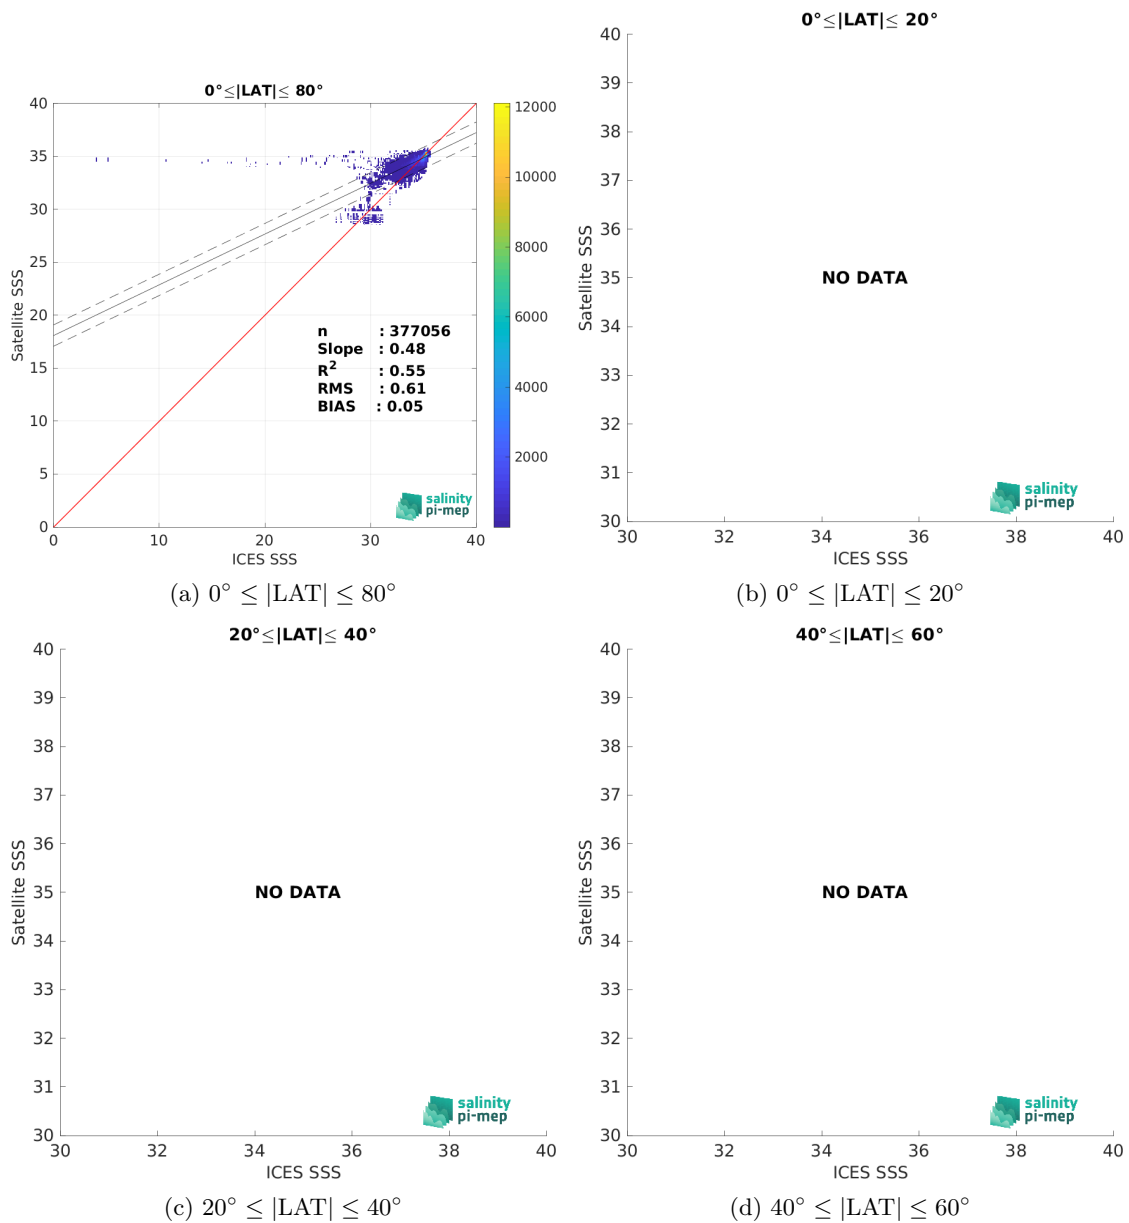 0°≤|LAT|≤ 80°
40
35
30
25
20
15
10
5
0
Satellite SSS
0
10
20
30
40
ICES SSS
n : 377056
Slope : 0.48
R² : 0.55
RMS : 0.61
BIAS : 0.05
salinity
pi-mep
12000
10000
8000
6000
4000
2000
(a) 0° ≤ |LAT| ≤ 80°
0°≤|LAT|≤ 20°
40
39
38
37
36
35
34
33
32
31
30
Satellite SSS
NO DATA
salinity
pi-mep
30
32
34
36
38
40
ICES SSS
(b) 0° ≤ |LAT| ≤ 20°
20°≤|LAT|≤ 40°
40
39
38
37
36
35
34
33
32
31
30
Satellite SSS
NO DATA
salinity
pi-mep
30
32
34
36
38
40
ICES SSS
(c) 20° ≤ |LAT| ≤ 40°
40°≤|LAT|≤ 60°
40
39
38
37
36
35
34
33
32
31
30
Satellite SSS
NO DATA
salinity
pi-mep
30
32
34
36
38
40
ICES SSS
(d) 40° ≤ |LAT| ≤ 60°